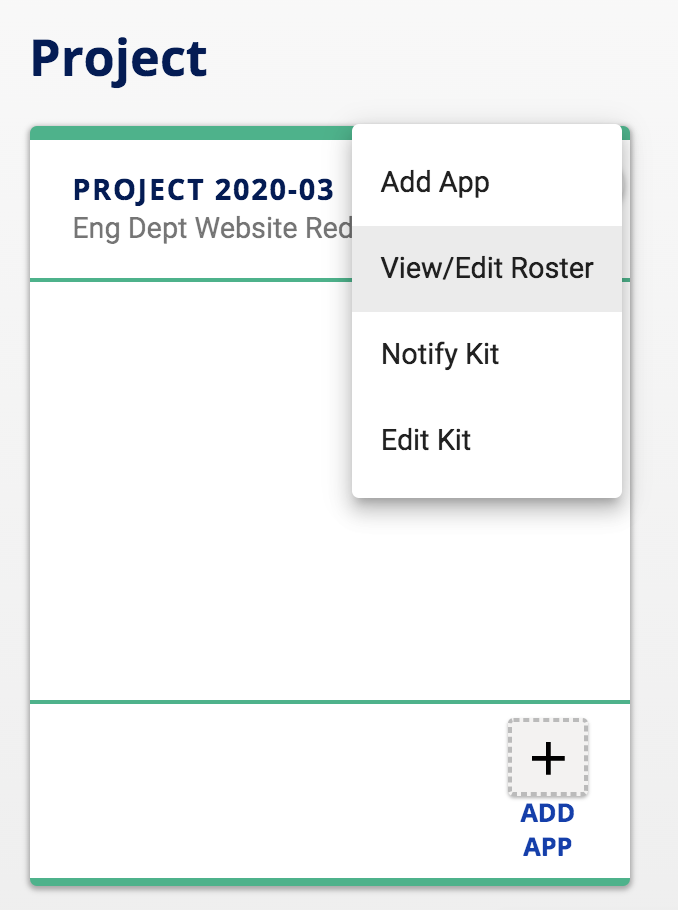 Project
PROJECT 2020-03
Eng Dept Website Red
Add App
View/Edit Roster
Notify Kit
Edit Kit
ADD
APP